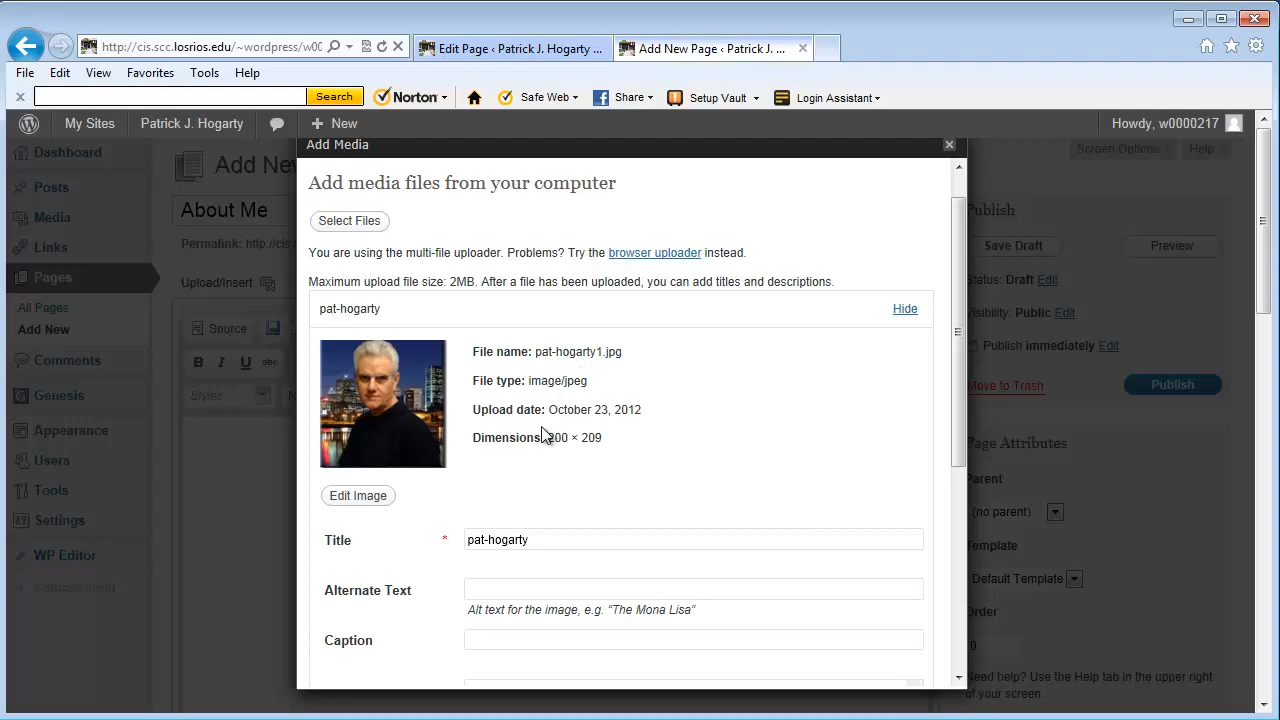 http://cis.scc.losrios.edu/~wordpress/w00
Edit Page ‹ Patrick J. Hogarty ...
Add New Page ‹ Patrick J. ...
File Edit View Favorites Tools Help
Search
Norton
Safe Web
Share
Setup Vault
Login Assistant
My Sites
Patrick J. Hogarty
New
Howdy, w0000217
Add Media
Dashboard
Posts
Media
Links
Pages
All Pages
Add New
Comments
Genesis
Appearance
Users
Tools
Settings
WP Editor
Collapse menu
Add New
About Me
Permalink: http://cis
Upload/Insert
Source
B I U abc
Styles
Add media files from your computer
Select Files
You are using the multi-file uploader. Problems? Try the browser uploader instead.
Maximum upload file size: 2MB. After a file has been uploaded, you can add titles and descriptions.
pat-hogarty
Hide
File name: pat-hogarty1.jpg
File type: image/jpeg
Upload date: October 23, 2012
Dimensions: 200 × 209
Edit Image
Title *
pat-hogarty
Alternate Text
Alt text for the image, e.g. “The Mona Lisa”
Caption
Screen Options
Help
Publish
Save Draft
Preview
Status: Draft Edit
Visibility: Public Edit
Publish immediately Edit
Move to Trash
Publish
Page Attributes
Parent
(no parent)
Template
Default Template
Order
0
Need help? Use the Help tab in the upper right
of your screen.